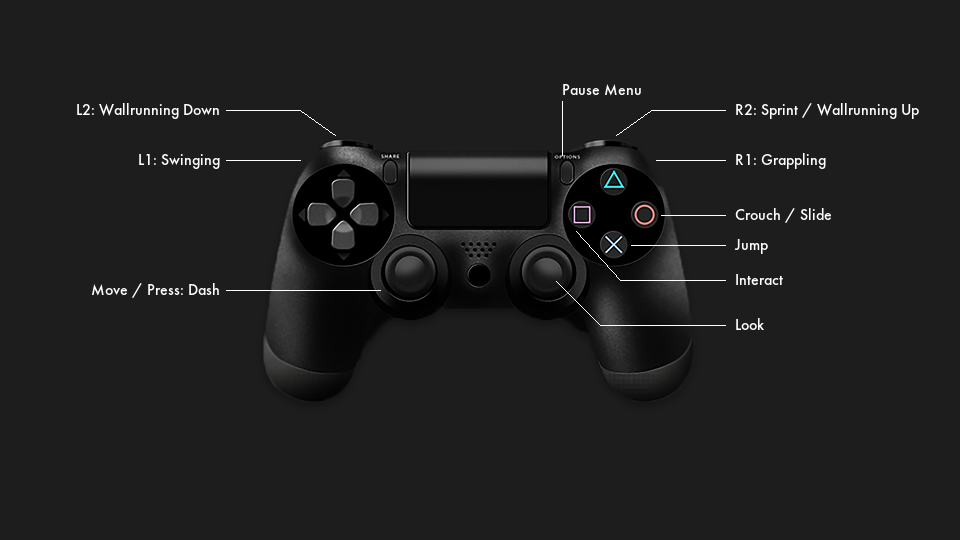 Pause Menu
L2: Wallrunning Down
R2: Sprint / Wallrunning Up
L1: Swinging
SHARE
OPTIONS
R1: Grappling
Crouch / Slide
Jump
Interact
Move / Press: Dash
Look